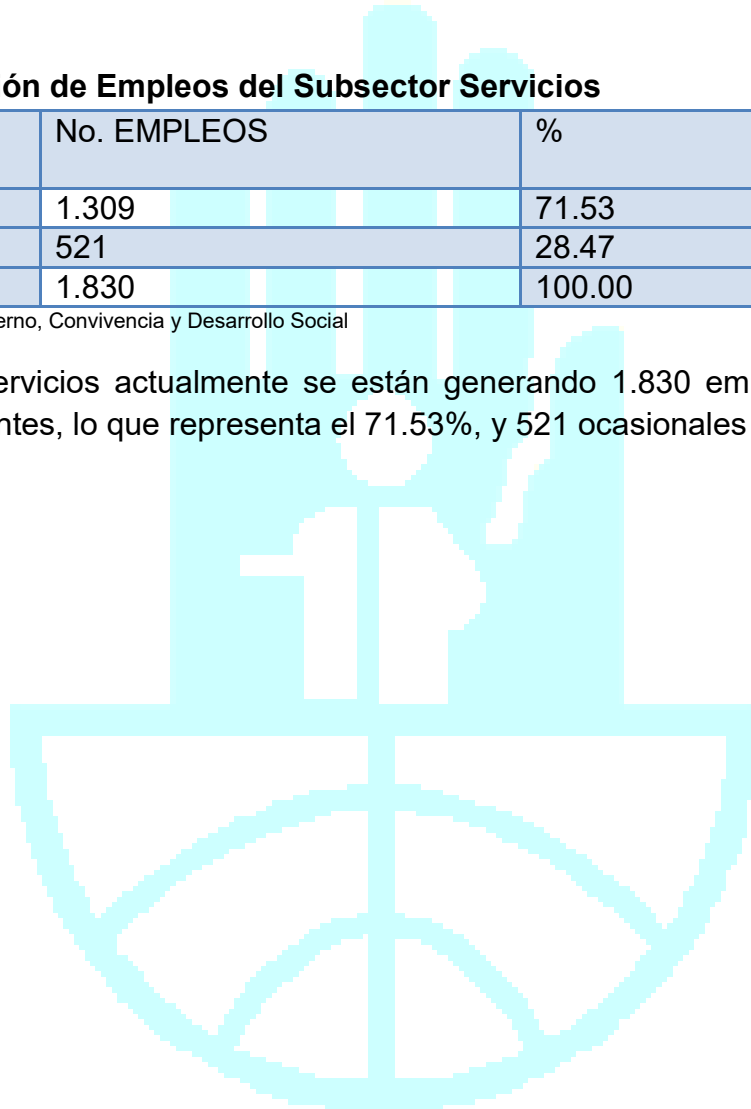 ón de Empleos del Subsector Servicios
No. EMPLEOS %
1.309 71.53
521 28.47
1.830 100.00
erno, Convivencia y Desarrollo Social
ervicios actualmente se están generando 1.830 em
ntes, lo que representa el 71.53%, y 521 ocasionales